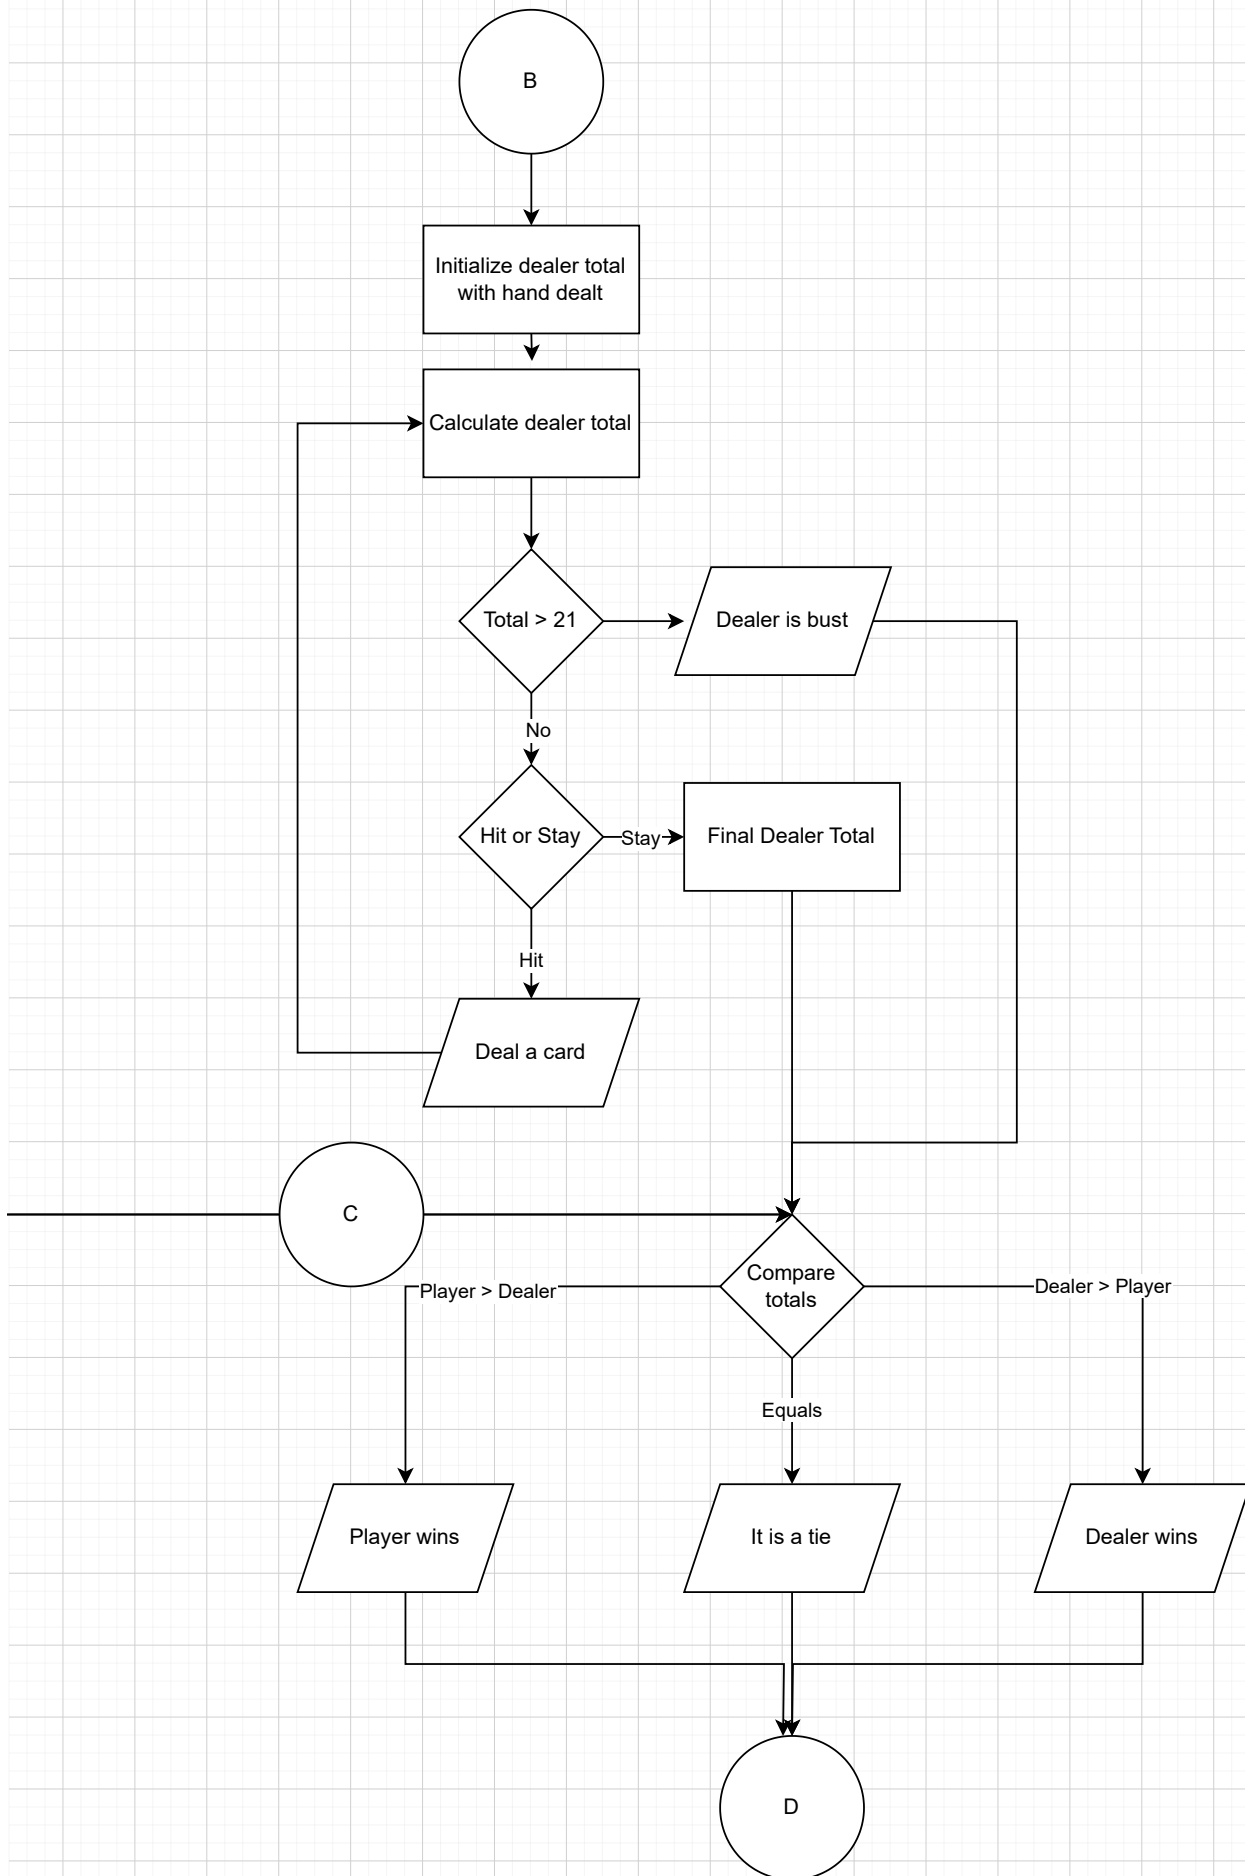 B
Initialize dealer total
with hand dealt
Calculate dealer total
Total > 21
Dealer is bust
No
Hit or Stay
Stay
Final Dealer Total
Hit
Deal a card
C
Compare
totals
Player > Dealer
Dealer > Player
Equals
Player wins
It is a tie
Dealer wins
D